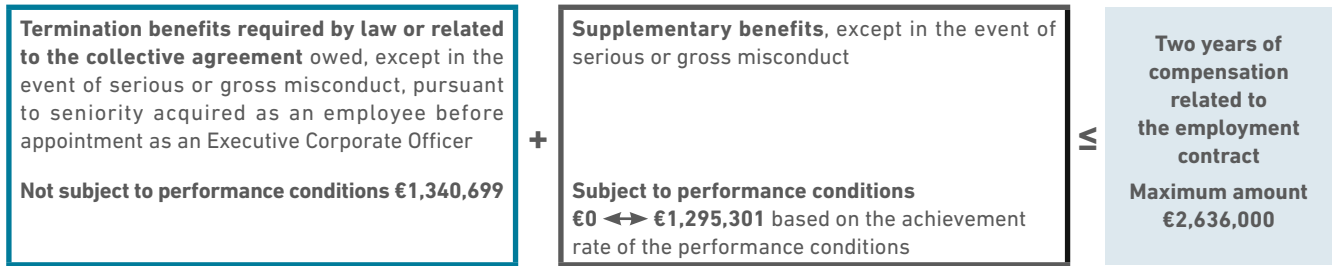 Termination benefits required by law or related
to the collective agreement owed, except in the
event of serious or gross misconduct, pursuant
to seniority acquired as an employee before
appointment as an Executive Corporate Officer
Not subject to performance conditions €1,340,699
+
Supplementary benefits, except in the event of
serious or gross misconduct
Subject to performance conditions
€0 ↔ €1,295,301 based on the achievement
rate of the performance conditions
≤
Two years of
compensation
related to
the employment
contract
Maximum amount
€2,636,000